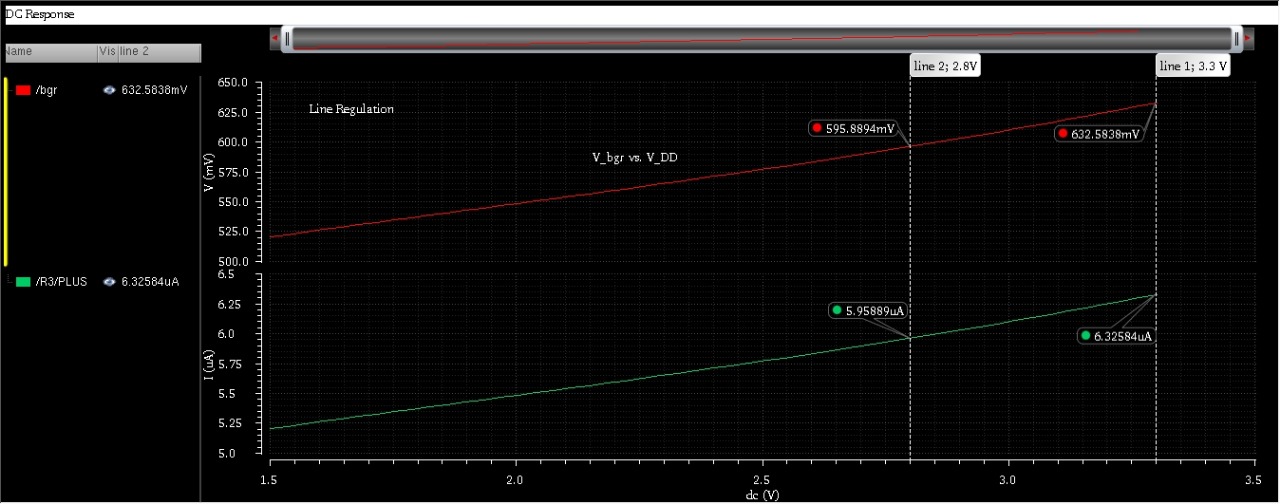 DC Response
Name Vis line 2
/bgr 632.5838mV
/R3/PLUS 6.32584uA
line 2; 2.8V
line 1; 3.3 V
Line Regulation
V_bgr vs. V_DD
595.8894mV
632.5838mV
V (mV)
650.0
625.0
600.0
575.0
550.0
525.0
500.0
5.95889uA
6.32584uA
I (uA)
6.5
6.25
6.0
5.75
5.5
5.25
5.0
1.5 2.0 2.5 3.0 3.5
dc (V)